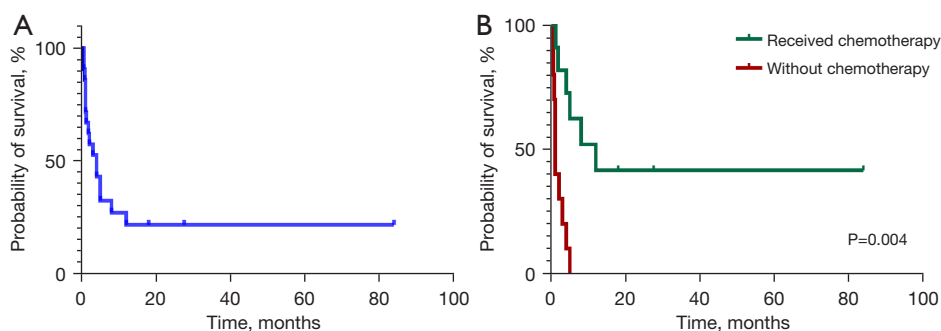 A
Probability of survival, %
100
50
0
0 20 40 60 80 100
Time, months
B
Probability of survival, %
100
50
0
0 20 40 60 80 100
Time, months
Received chemotherapy
Without chemotherapy
P=0.004